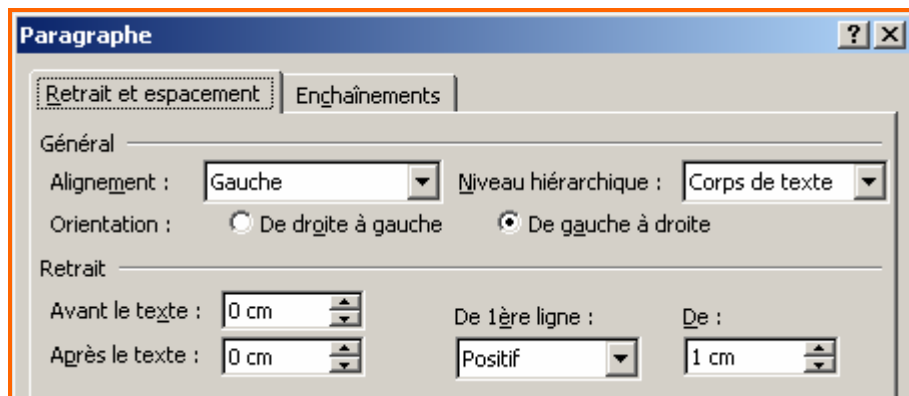 Paragraphe
Retrait et espacement Enchaînements
Général
Alignement : Gauche Niveau hiérarchique : Corps de texte
Orientation : De droite à gauche De gauche à droite
Retrait
Avant le texte : 0 cm De 1ère ligne : De :
Après le texte : 0 cm Positif 1 cm